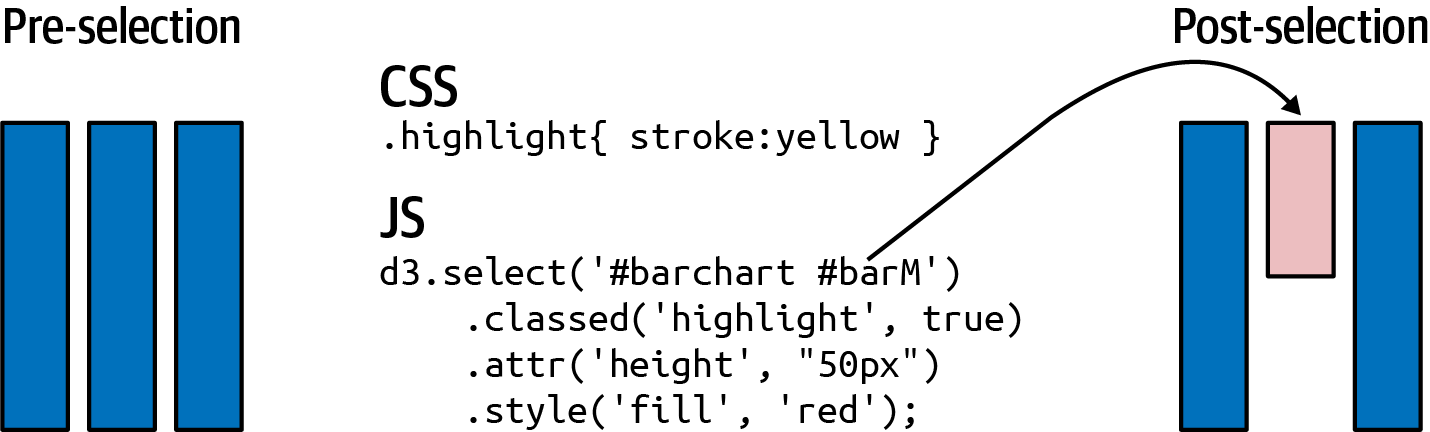 Pre-selection
Post-selection
CSS
.highlight{ stroke:yellow }
JS
d3.select('#barchart #barM')
.classed('highlight', true)
.attr('height', "50px")
.style('fill', 'red');